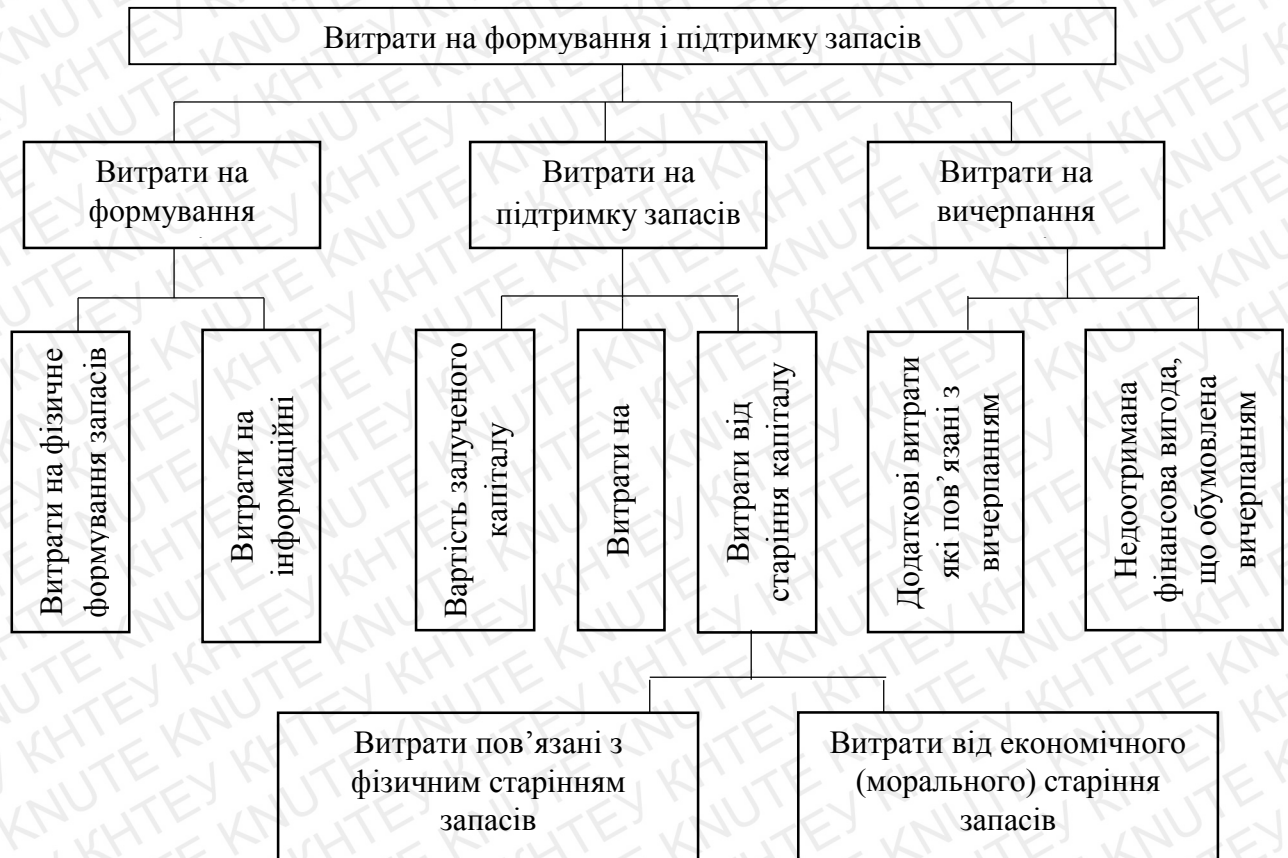 Витрати на формування і підтримку запасів
Витрати на
формування
Витрати на
підтримку запасів
Витрати на
вичерпання
Витрати на фізичне
формування запасів
Витрати на
інформаційні
Вартість залученого
капіталу
Витрати на
Витрати від
старіння капіталу
Додаткові витрати
які пов’язані з
вичерпанням
Недоотримана
фінансова вигода,
що обумовлена
вичерпанням
Витрати пов’язані з
фізичним старінням
запасів
Витрати від економічного
(морального) старіння
запасів